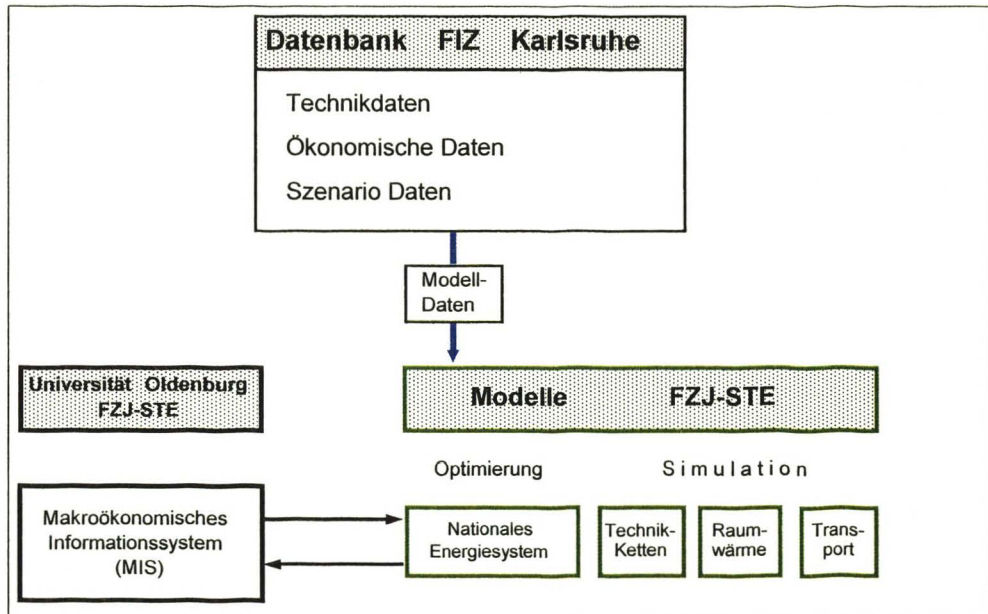 Datenbank FIZ Karlsruhe
Technikdaten
Ökonomische Daten
Szenario Daten
Modell-
Daten
Universität Oldenburg
FZJ-STE
Modelle FZJ-STE
Optimierung Simulation
Makroökonomisches
Informationssystem
(MIS)
Nationales
Energiesystem
Technik-
Ketten
Raum-
wärme
Trans-
port